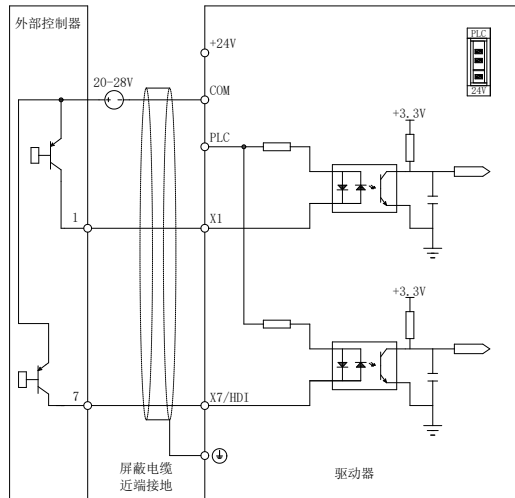 外部控制器
+24V
PLC
24V
20-28V
COM
PLC
+3.3V
1
X1
+3.3V
7
X7/HDI
屏蔽电缆
近端接地
驱动器